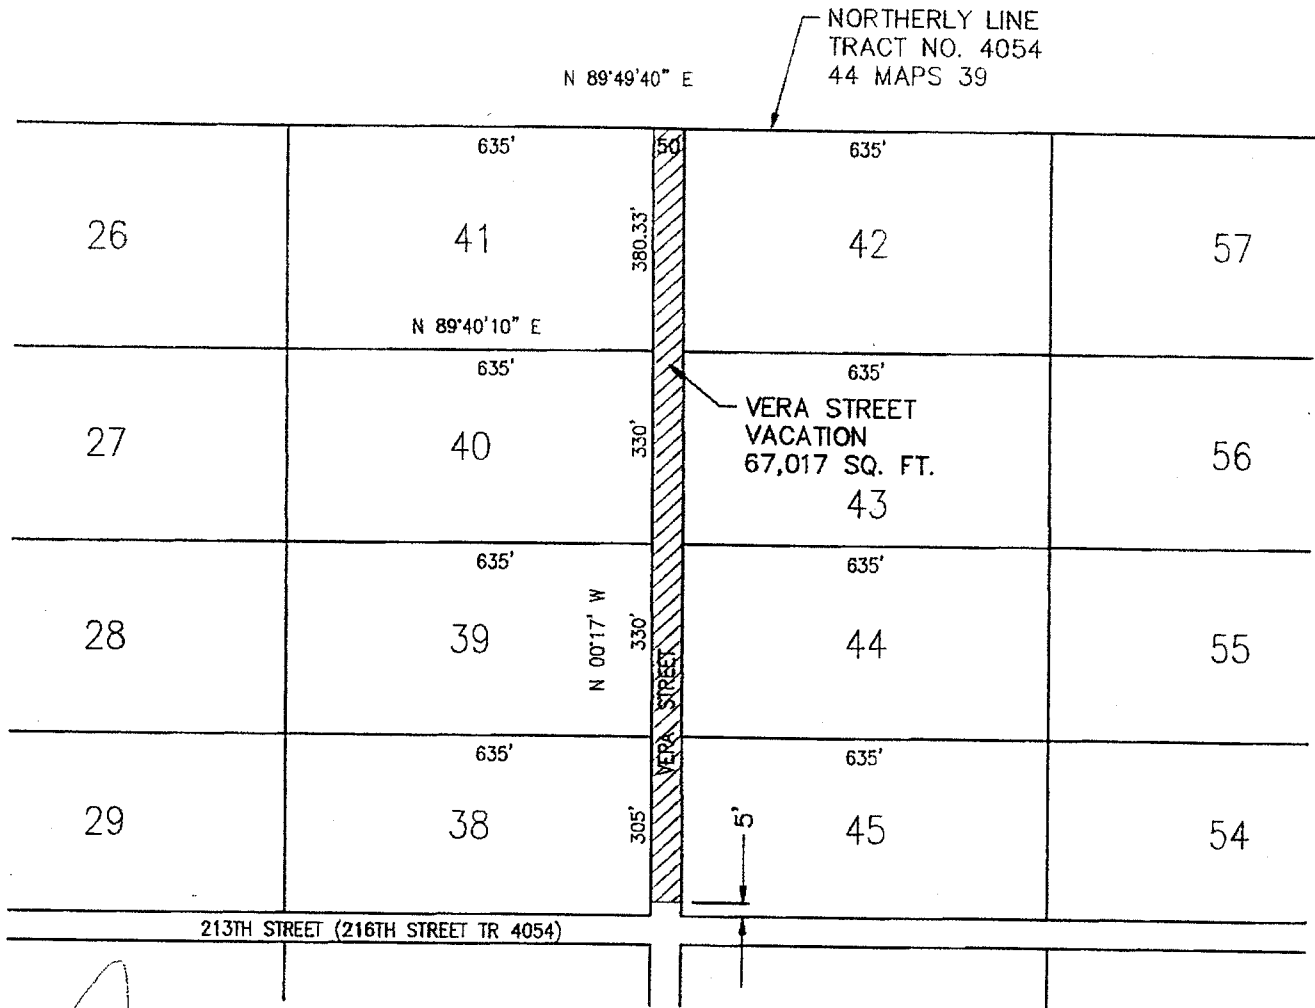 NORTHERLY LINE
TRACT NO. 4054
44 MAPS 39
N 89°49'40" E
635'
50'
635'
26
41
380.33'
42
57
N 89°40'10" E
635'
635'
VERA STREET
VACATION
67,017 SQ. FT.
27
40
330'
43
56
635'
635'
28
39
N 00°17' W
330'
44
55
VERA STREET
635'
635'
29
38
305'
5'
45
54
213TH STREET (216TH STREET TR 4054)